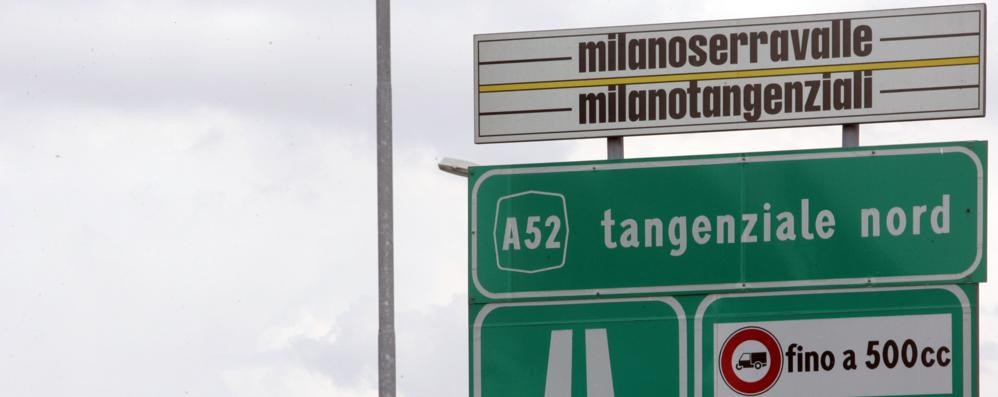 milanoserravalle
milanotangenziali
A52 tangenziale nord
fino a 500cc